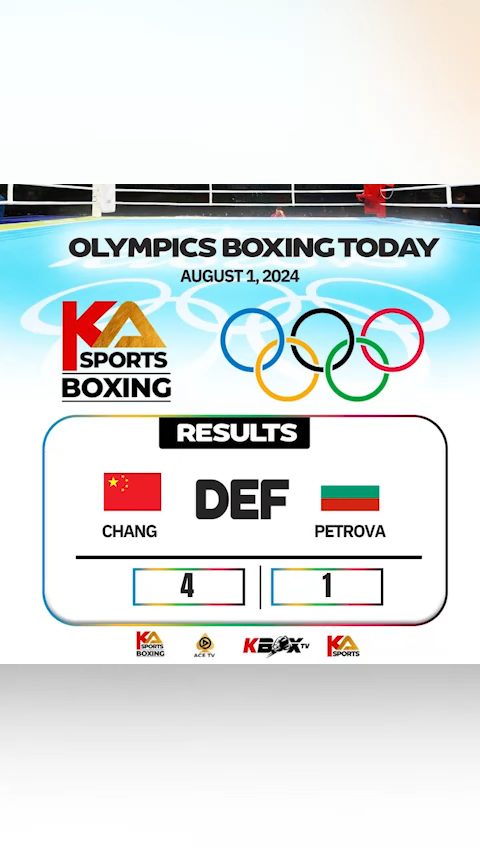 OLYMPICS BOXING TODAY
AUGUST 1, 2024
KA
SPORTS
BOXING
RESULTS
DEF
CHANG
PETROVA
4
1
KA
SPORTS
BOXING
ACE TV
KBOX TV
KA
SPORTS